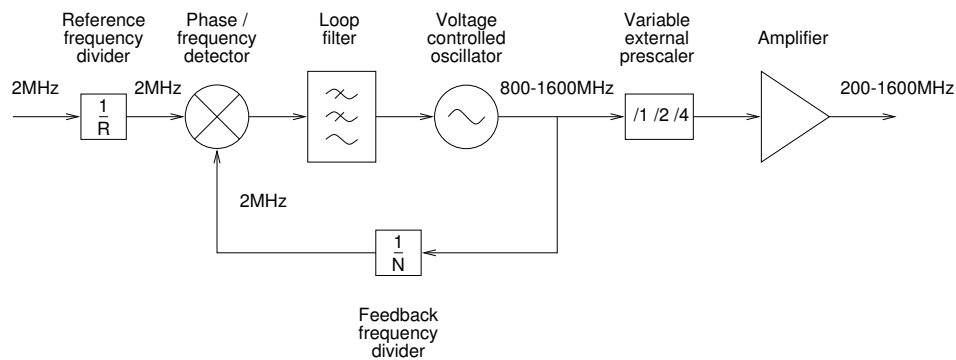 Reference
frequency
divider
Phase /
frequency
detector
Loop
filter
Voltage
controlled
oscillator
Variable
external
prescaler
Amplifier
2MHz
1
R
2MHz
800-1600MHz
/1 /2 /4
200-1600MHz
2MHz
1
N
Feedback
frequency
divider